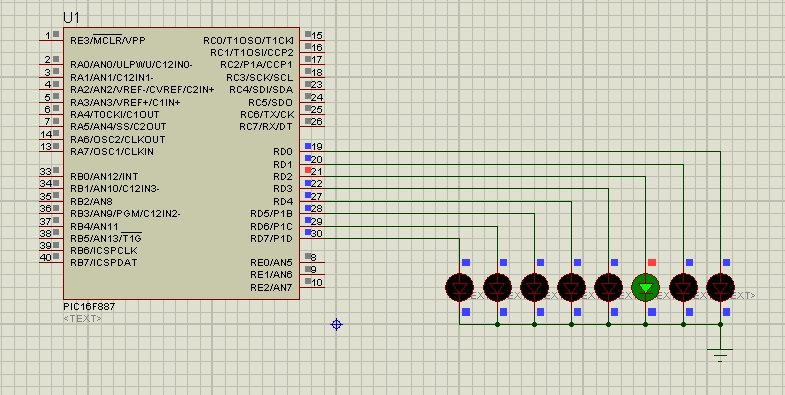 U1
1 RE3/MCLR/VPP RC0/T1OSO/T1CKI 15
RC1/T1OSI/CCP2 16
2 RA0/AN0/ULPWU/C12IN0- RC2/P1A/CCP1 17
3 RA1/AN1/C12IN1- RC3/SCK/SCL 18
4 RA2/AN2/VREF-/CVREF/C2IN+ RC4/SDI/SDA 23
5 RA3/AN3/VREF+/C1IN+ RC5/SDO 24
6 RA4/T0CKI/C1OUT RC6/TX/CK 25
7 RA5/AN4/SS/C2OUT RC7/RX/DT 26
14 RA6/OSC2/CLKOUT
13 RA7/OSC1/CLKIN RD0 19
RD1 20
33 RB0/AN12/INT RD2 21
34 RB1/AN10/C12IN3- RD3 22
35 RB2/AN8 RD4 27
36 RB3/AN9/PGM/C12IN2- RD5/P1B 28
37 RB4/AN11 RD6/P1C 29
38 RB5/AN13/T1G RD7/P1D 30
39 RB6/ICSPCLK
40 RB7/ICSPDAT RE0/AN5 8
RE1/AN6 9
RE2/AN7 10
PIC16F887
<TEXT>